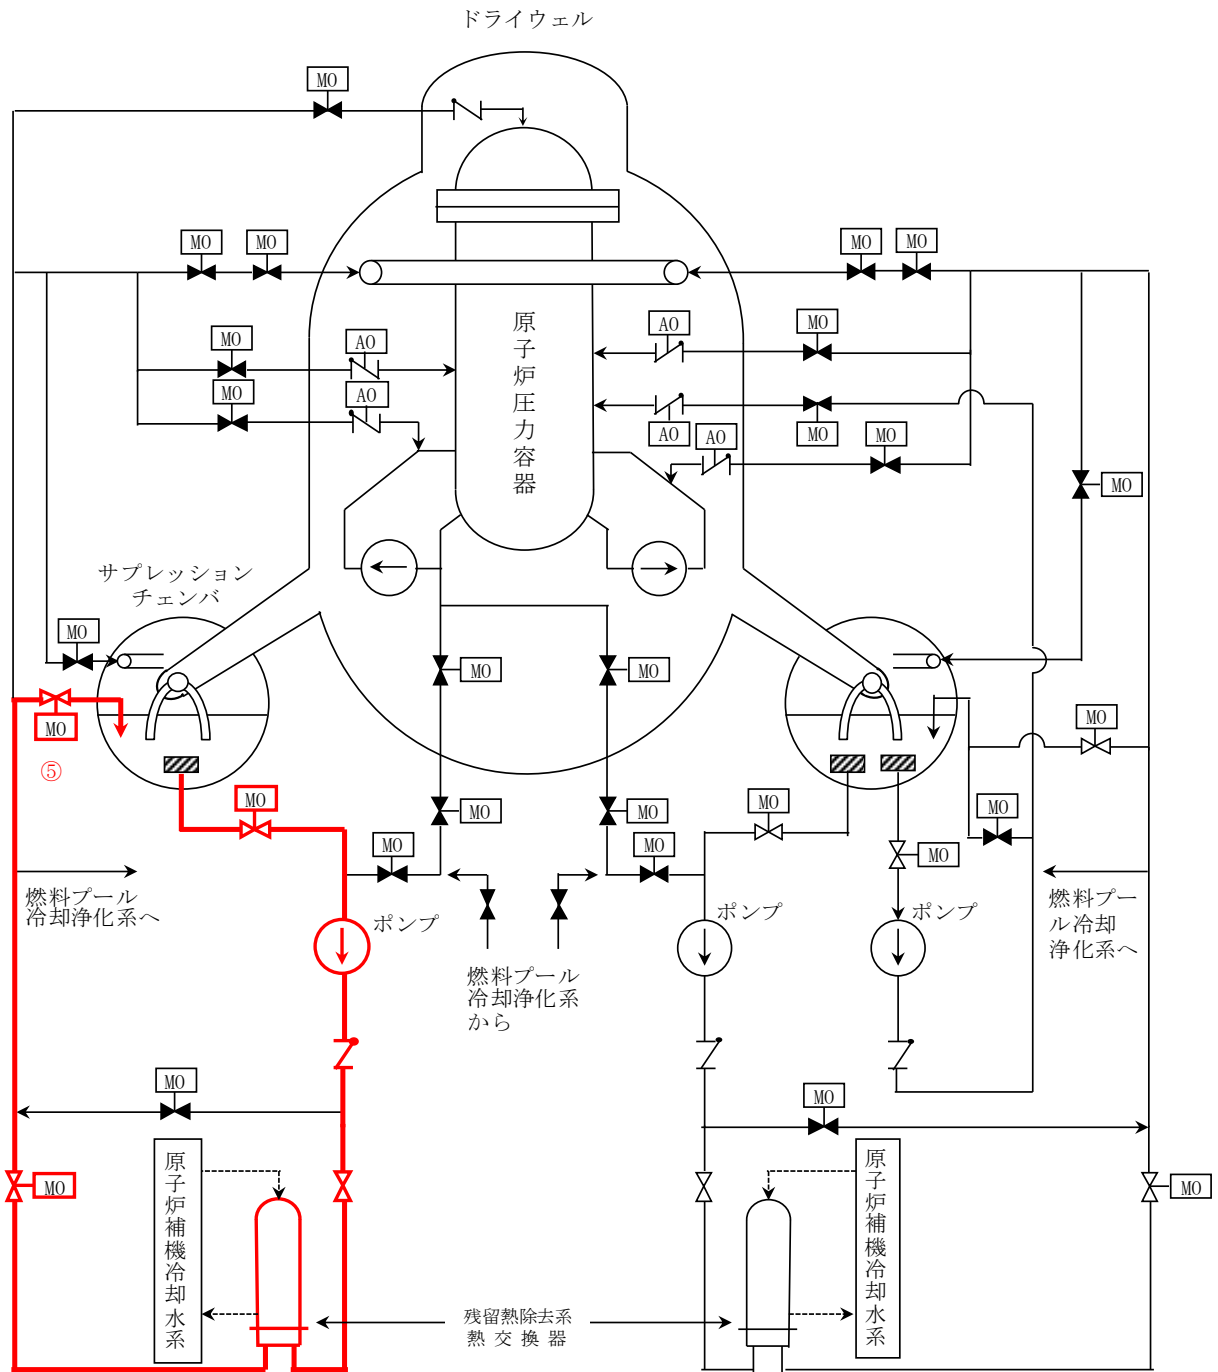 ドライウェル
MO
MO
MO
MO
MO
原子炉圧力容器
MO
AO
AO
MO
MO
AO
MO
AO
AO
MO
MO
MO
サプレッション
チェンバ
MO
MO
MO
MO
⑤
MO
MO
MO
MO
MO
MO
MO
MO
MO
MO
燃料プール
冷却浄化系へ
ポンプ
ポンプ
ポンプ
燃料プー
ル冷却
浄化系へ
燃料プール
冷却浄化系
から
MO
MO
原子炉補機冷却水系
原子炉補機冷却水系
MO
MO
残留熱除去系
熱交換器